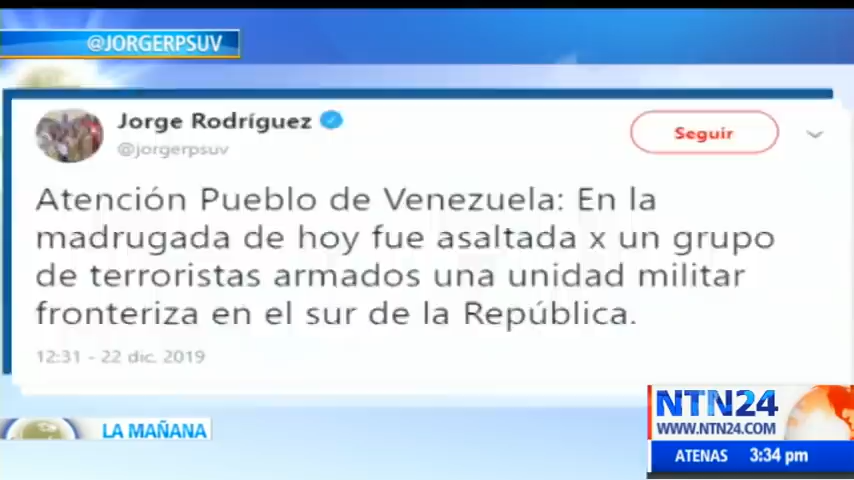 @JORGERPSUV
Jorge Rodríguez
@jorgerpsuv
Seguir
Atención Pueblo de Venezuela: En la
madrugada de hoy fue asaltada x un grupo
de terroristas armados una unidad militar
fronteriza en el sur de la República.
12:31 - 22 dic. 2019
LA MAÑANA
NTN24
WWW.NTN24.COM
ATENAS 3:34 pm